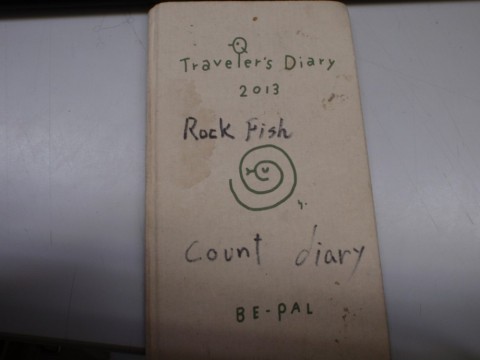 Traveler's Diary
2013
Rock Fish
y.
Count diary
BE-PAL